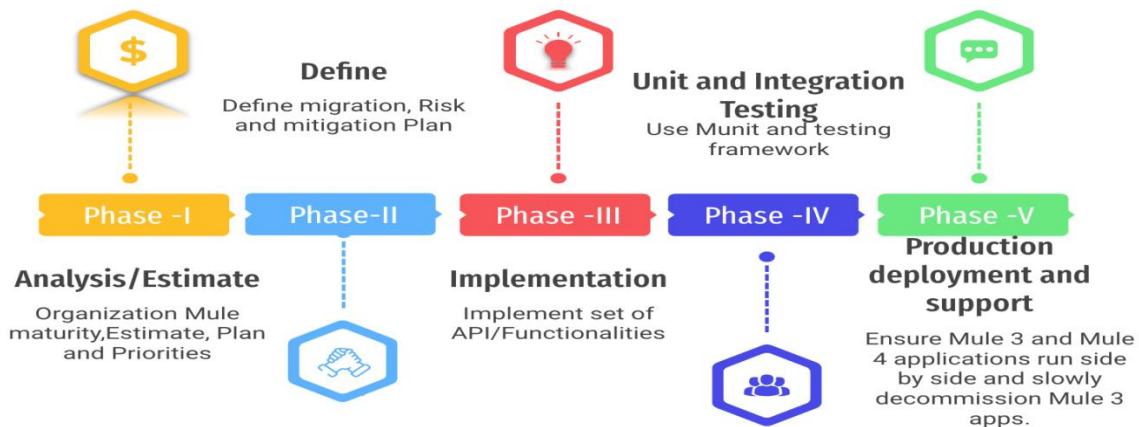 $
Define
Define migration, Risk
and mitigation Plan
Unit and Integration
Testing
Use Munit and testing
framework
Phase -I
Phase-II
Phase -III
Phase -IV
Phase -V
Analysis/Estimate
Organization Mule
maturity,Estimate, Plan
and Priorities
Implementation
Implement set of
API/Functionalities
Production
deployment and
support
Ensure Mule 3 and Mule
4 applications run side
by side and slowly
decommission Mule 3
apps.